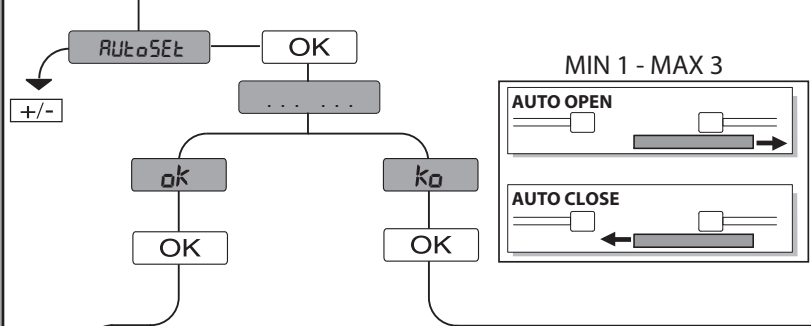 AUtoSEt
OK
MIN 1 - MAX 3
+/-
... ...
AUTO OPEN
ok
ko
AUTO CLOSE
OK
OK